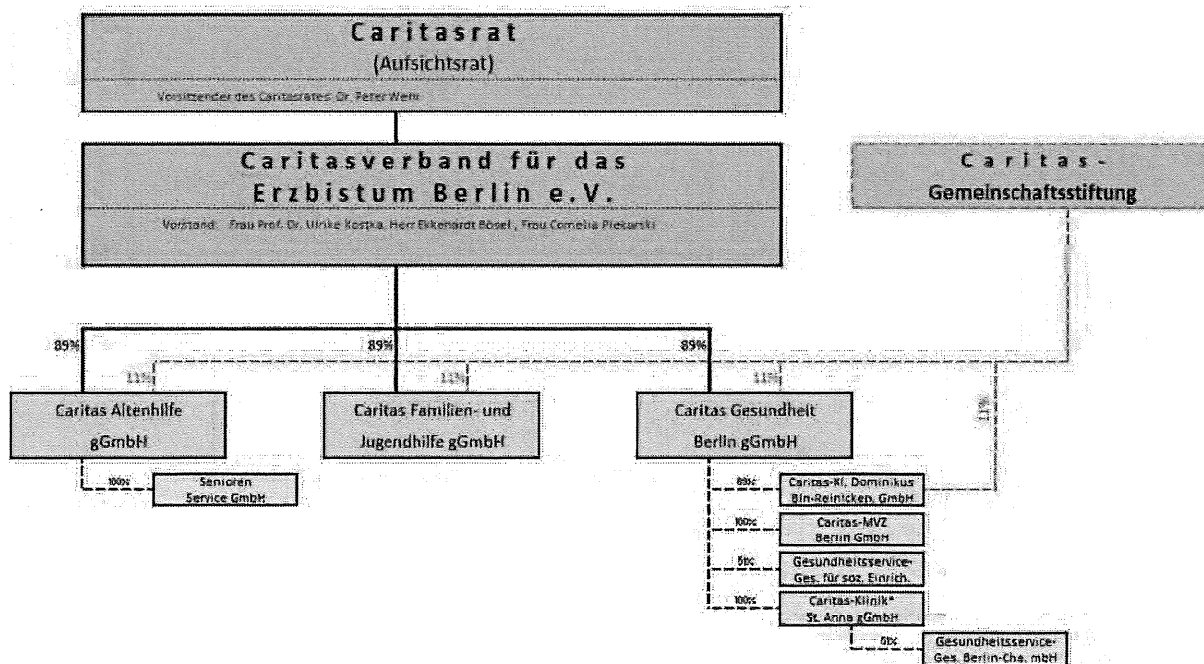 Caritasrat
(Aufsichtsrat)
Vorsitzender des Caritasrates: Dr. Peter Wehr
Caritasverband für das
Erzbistum Berlin e.V.
Vorstand: Frau Prof. Dr. Ulrike Kostka, Herr Ekkehardt Bösel, Frau Cornelia Piekarski
Caritas-
Gemeinschaftsstiftung
89%
89%
89%
11%
11%
11%
11%
Caritas Altenhilfe
gGmbH
Caritas Familien- und
Jugendhilfe gGmbH
Caritas Gesundheit
Berlin gGmbH
100%
Senioren
Service GmbH
89%
Caritas-Kl. Dominikus
Bln-Reinicken. GmbH
100%
Caritas-MVZ
Berlin GmbH
Gesundheitsservice-
Ges. für soz. Einrich.
100%
Caritas-Klinik*
St. Anna gGmbH
Gesundheitsservice-
Ges. Berlin-Cha. mbH